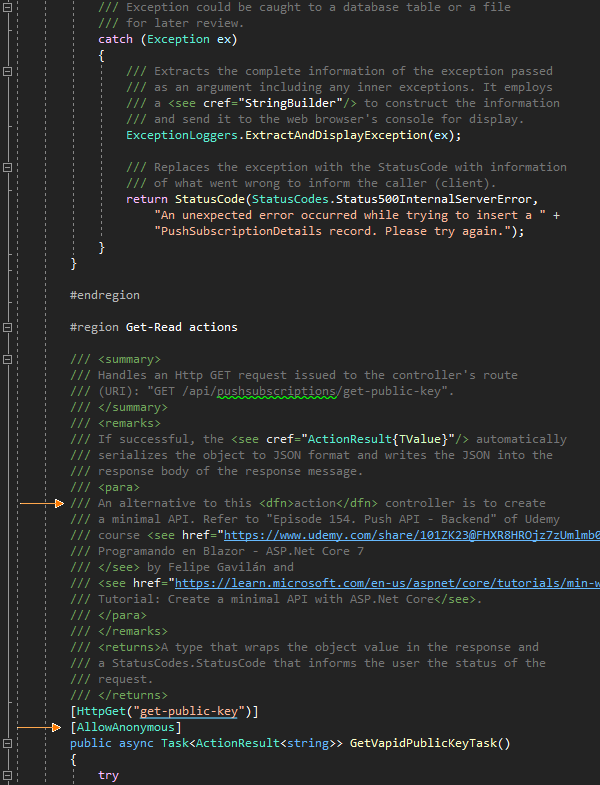 /// Exception could be caught to a database table or a file
/// for later review.
catch (Exception ex)
{
/// Extracts the complete information of the exception passed
/// as an argument including any inner exceptions. It employs
/// a <see cref="StringBuilder"/> to construct the information
/// and send it to the web browser's console for display.
ExceptionLoggers.ExtractAndDisplayException(ex);
/// Replaces the exception with the StatusCode with information
/// of what went wrong to inform the caller (client).
return StatusCode(StatusCodes.Status500InternalServerError,
"An unexpected error occurred while trying to insert a " +
"PushSubscriptionDetails record. Please try again.");
}
}
#endregion
#region Get-Read actions
/// <summary>
/// Handles an Http GET request issued to the controller's route
/// (URI): "GET /api/pushsubscriptions/get-public-key".
/// </summary>
/// <remarks>
/// If successful, the <see cref="ActionResult{TValue}"/> automatically
/// serializes the object to JSON format and writes the JSON into the
/// response body of the response message.
/// <para>
/// An alternative to this <dfn>action</dfn> controller is to create
/// a minimal API. Refer to "Episode 154. Push API - Backend" of Udemy
/// course <see href="https://www.udemy.com/share/101ZK23@FHXR8HROjz7zUmlmb0
/// Programando en Blazor - ASP.Net Core 7
/// </see> by Felipe Gavilán and
/// <see href="https://learn.microsoft.com/en-us/aspnet/core/tutorials/min-w
/// Tutorial: Create a minimal API with ASP.Net Core</see>.
/// </para>
/// </remarks>
/// <returns>A type that wraps the object value in the response and
/// a StatusCodes.StatusCode that informs the user the status of the
/// request.
/// </returns>
[HttpGet("get-public-key")]
[AllowAnonymous]
public async Task<ActionResult<string>> GetVapidPublicKeyTask()
{
try